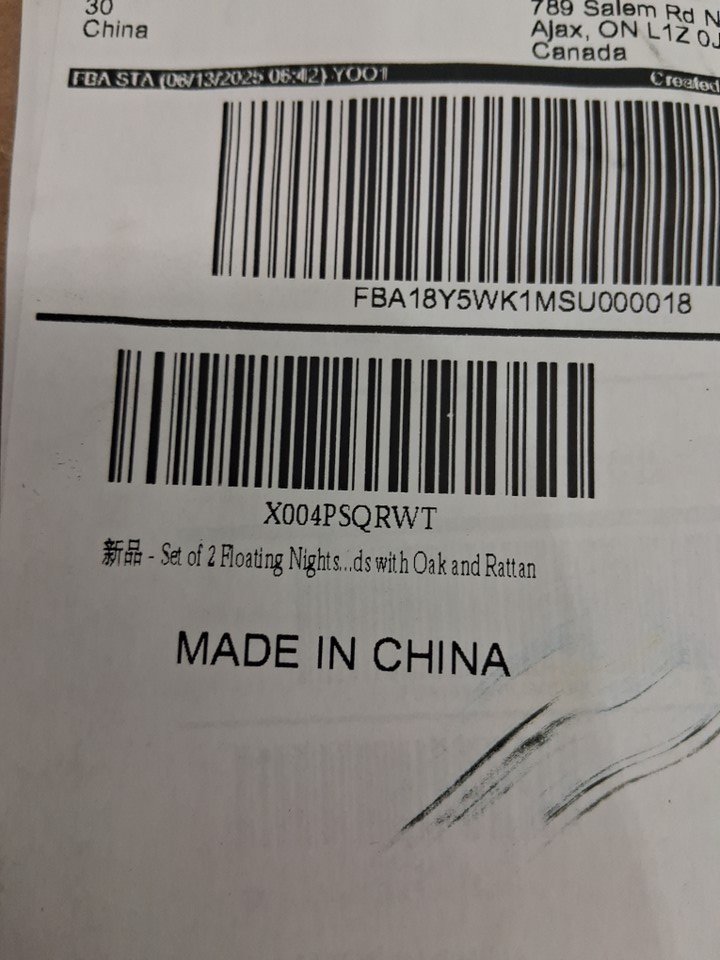 30
China
789 Salem Rd N
Ajax, ON L1Z 0J
Canada
FBA STA (06/13/2025 06:42)-YOO1
Created
FBA18Y5WK1MSU000018
X004PSQRWT
新品 - Set of 2 Floating Nights...ds with Oak and Rattan
MADE IN CHINA